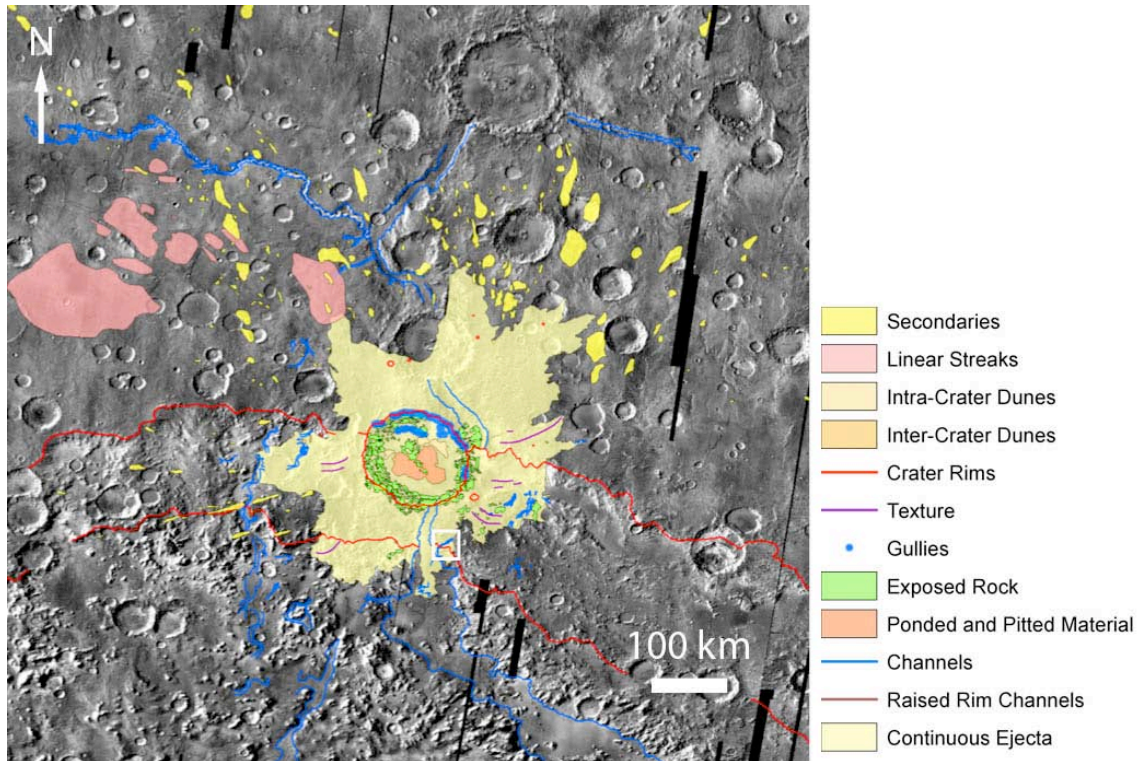 N
100 km
Secondaries
Linear Streaks
Intra-Crater Dunes
Inter-Crater Dunes
Crater Rims
Texture
Gullies
Exposed Rock
Ponded and Pitted Material
Channels
Raised Rim Channels
Continuous Ejecta